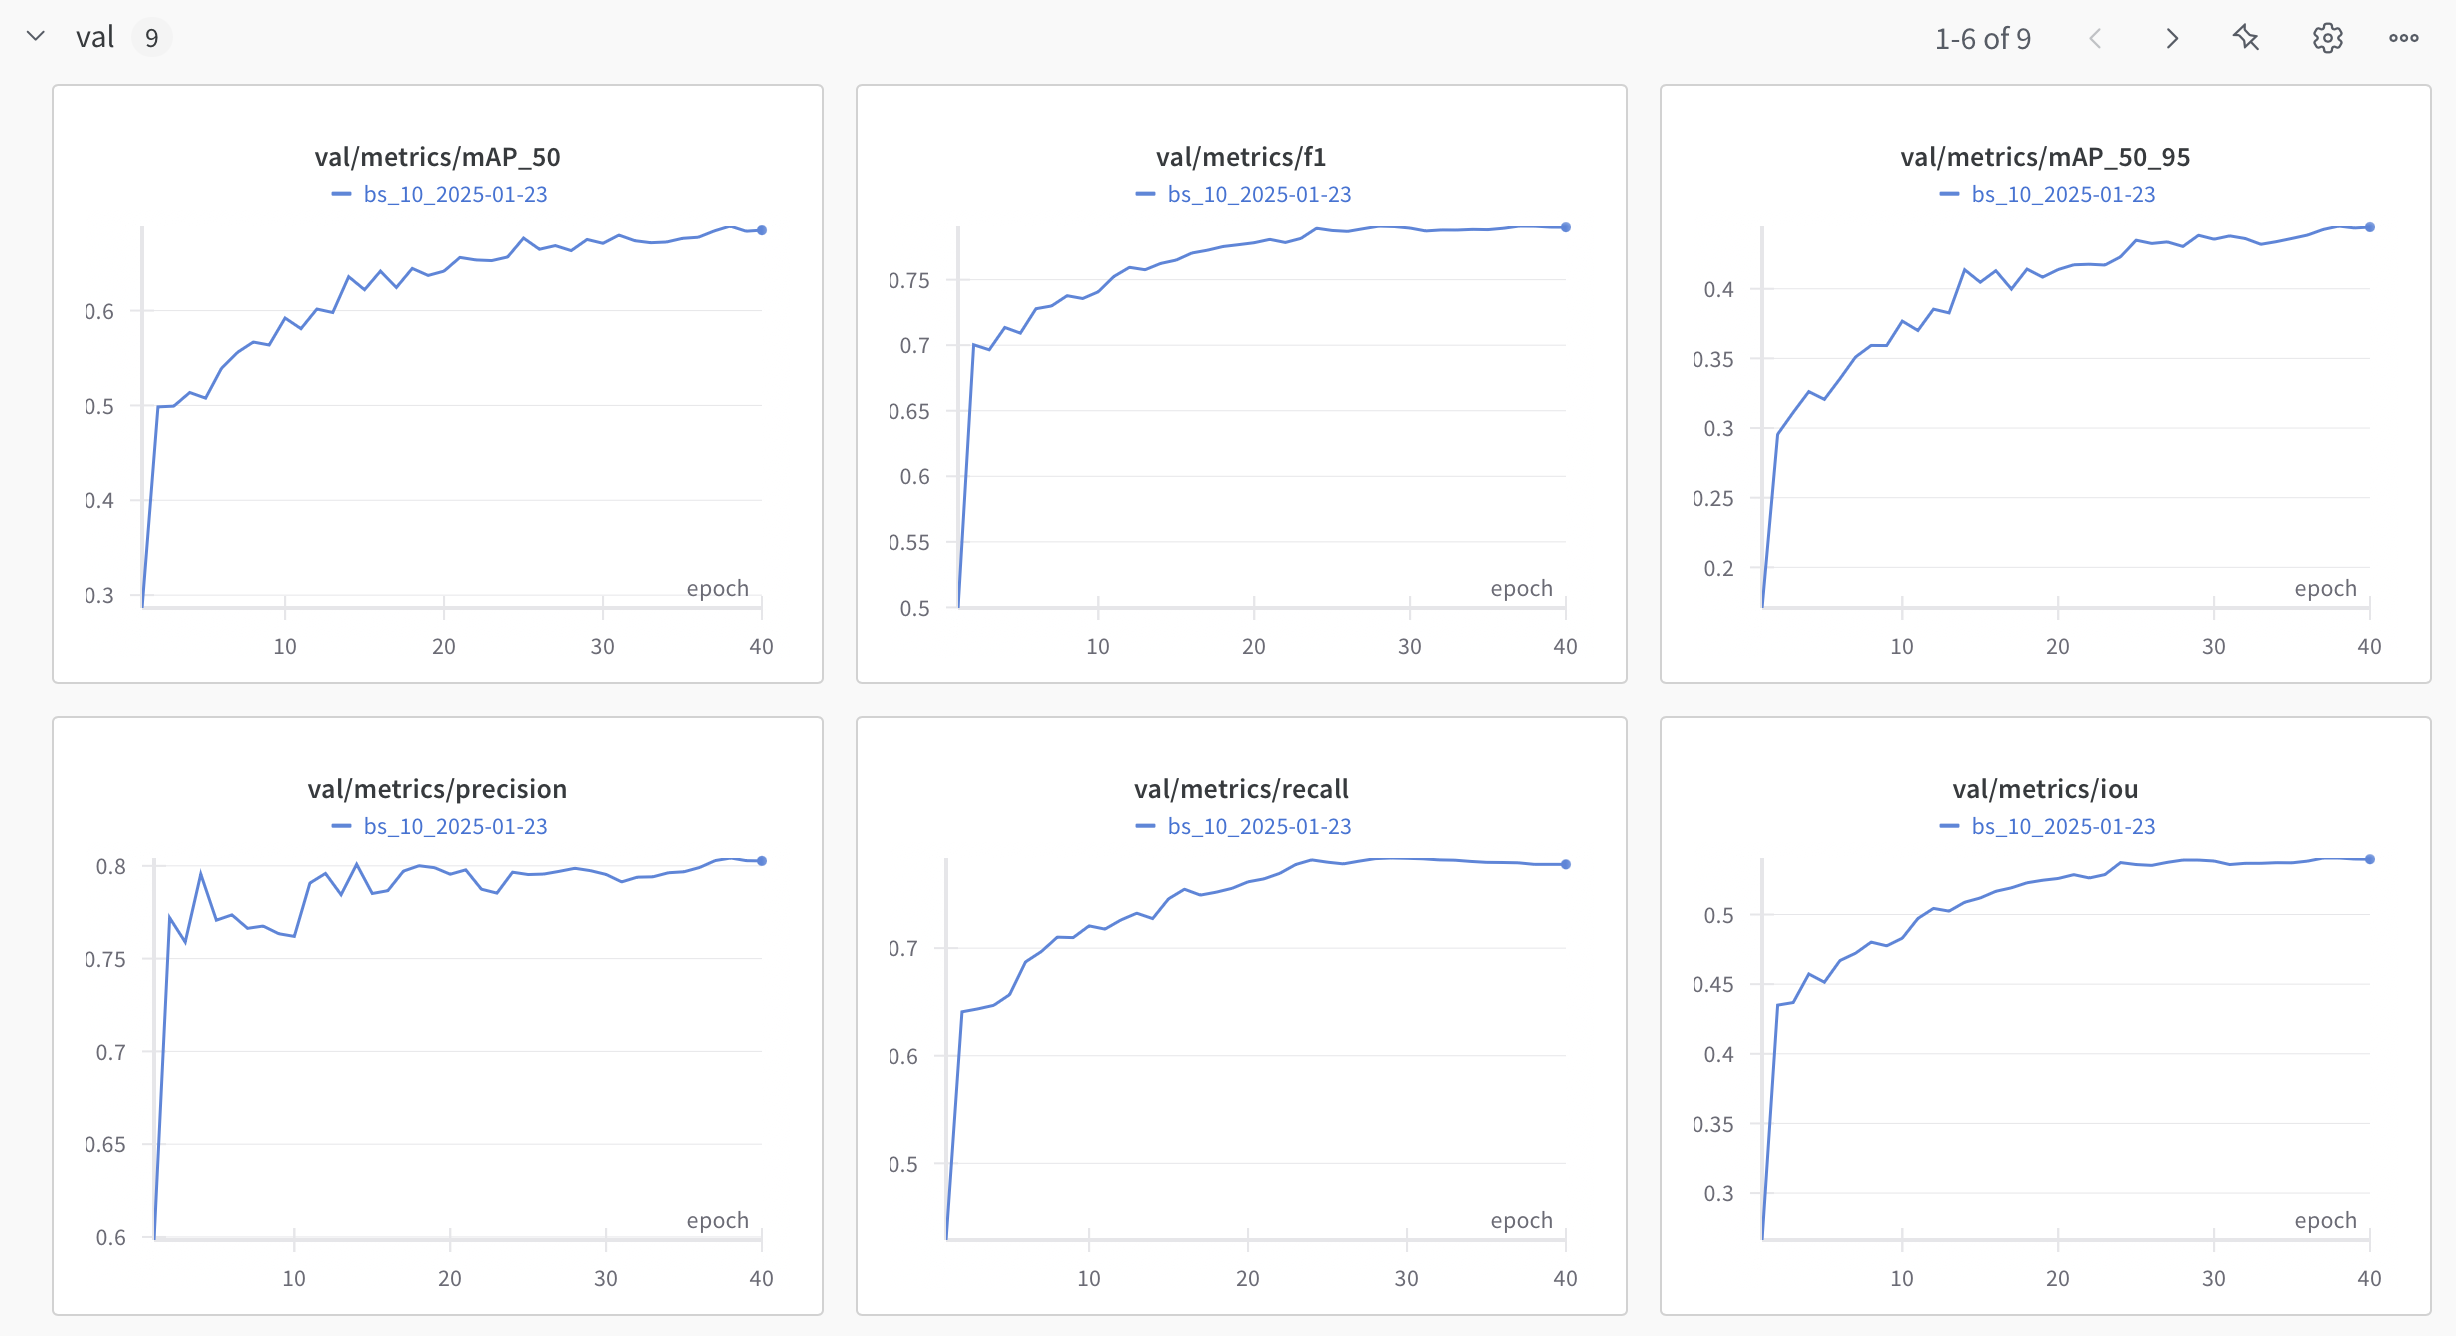 val 9
1-6 of 9
val/metrics/mAP_50
bs_10_2025-01-23
0.6
0.5
0.4
0.3
epoch
10 20 30 40
val/metrics/f1
bs_10_2025-01-23
0.75
0.7
0.65
0.6
0.55
0.5
epoch
10 20 30 40
val/metrics/mAP_50_95
bs_10_2025-01-23
0.4
0.35
0.3
0.25
0.2
epoch
10 20 30 40
val/metrics/precision
bs_10_2025-01-23
0.8
0.75
0.7
0.65
0.6
epoch
10 20 30 40
val/metrics/recall
bs_10_2025-01-23
0.7
0.6
0.5
epoch
10 20 30 40
val/metrics/iou
bs_10_2025-01-23
0.5
0.45
0.4
0.35
0.3
epoch
10 20 30 40